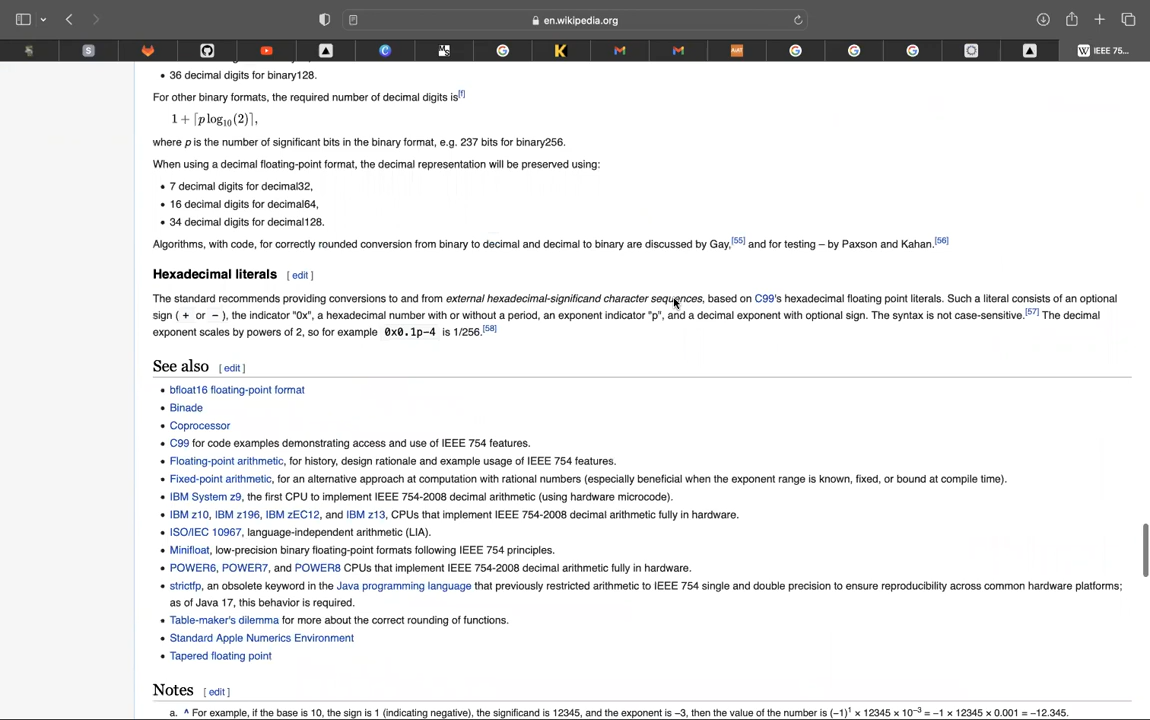 en.wikipedia.org
IEEE 75...
36 decimal digits for binary128.
For other binary formats, the required number of decimal digits is[f]
1 + ⌈p log10(2)⌉,
where p is the number of significant bits in the binary format, e.g. 237 bits for binary256.
When using a decimal floating-point format, the decimal representation will be preserved using:
• 7 decimal digits for decimal32,
• 16 decimal digits for decimal64,
• 34 decimal digits for decimal128.
Algorithms, with code, for correctly rounded conversion from binary to decimal and decimal to binary are discussed by Gay,[55] and for testing – by Paxson and Kahan.[56]
Hexadecimal literals [ edit ]
The standard recommends providing conversions to and from external hexadecimal-significand character sequences, based on C99's hexadecimal floating point literals. Such a literal consists of an optional
sign ( + or - ), the indicator "0x", a hexadecimal number with or without a period, an exponent indicator "p", and a decimal exponent with optional sign. The syntax is not case-sensitive.[57] The decimal
exponent scales by powers of 2, so for example 0x0.1p-4 is 1/256.[58]
See also [ edit ]
• bfloat16 floating-point format
• Binade
• Coprocessor
• C99 for code examples demonstrating access and use of IEEE 754 features.
• Floating-point arithmetic, for history, design rationale and example usage of IEEE 754 features.
• Fixed-point arithmetic, for an alternative approach at computation with rational numbers (especially beneficial when the exponent range is known, fixed, or bound at compile time).
• IBM System z9, the first CPU to implement IEEE 754-2008 decimal arithmetic (using hardware microcode).
• IBM z10, IBM z196, IBM zEC12, and IBM z13, CPUs that implement IEEE 754-2008 decimal arithmetic fully in hardware.
• ISO/IEC 10967, language-independent arithmetic (LIA).
• Minifloat, low-precision binary floating-point formats following IEEE 754 principles.
• POWER6, POWER7, and POWER8 CPUs that implement IEEE 754-2008 decimal arithmetic fully in hardware.
• strictfp, an obsolete keyword in the Java programming language that previously restricted arithmetic to IEEE 754 single and double precision to ensure reproducibility across common hardware platforms;
as of Java 17, this behavior is required.
• Table-maker's dilemma for more about the correct rounding of functions.
• Standard Apple Numerics Environment
• Tapered floating point
Notes [ edit ]
a. ^ For example, if the base is 10, the sign is 1 (indicating negative), the significand is 12345, and the exponent is −3, then the value of the number is (−1)^1 × 12345 × 10^−3 = −1 × 12345 × 0.001 = −12.345.